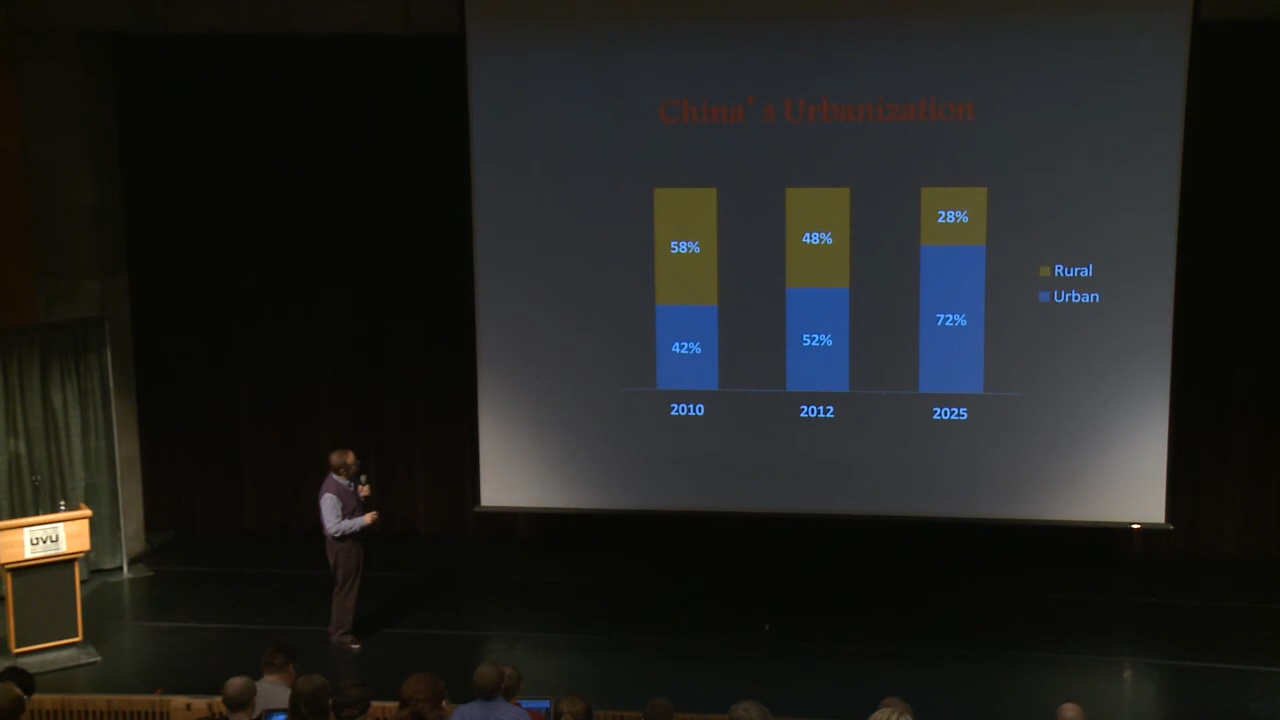 China's Urbanization
58% 48% 28%
42% 52% 72%
2010 2012 2025
Rural
Urban
UVU